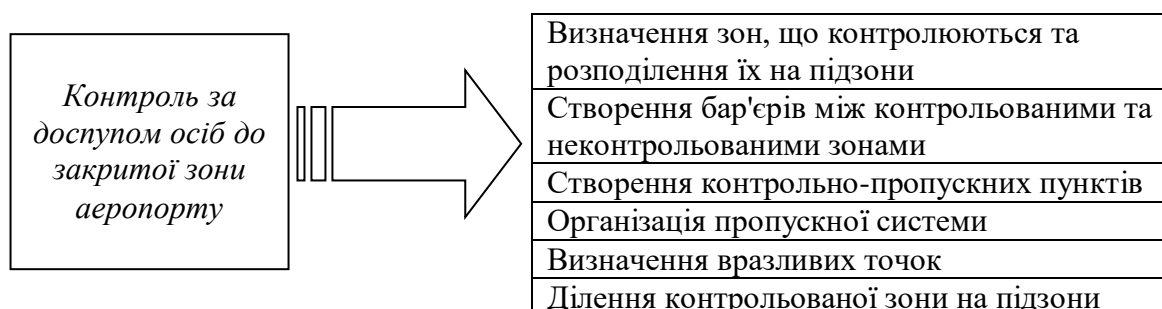 Контроль за
доспупом осіб до
закритої зони
аеропорту
Визначення зон, що контролюються та
розподілення їх на підзони
Створення бар'єрів між контрольованими та
неконтрольованими зонами
Створення контрольно-пропускних пунктів
Організація пропускної системи
Визначення вразливих точок
Ділення контрольованої зони на підзони